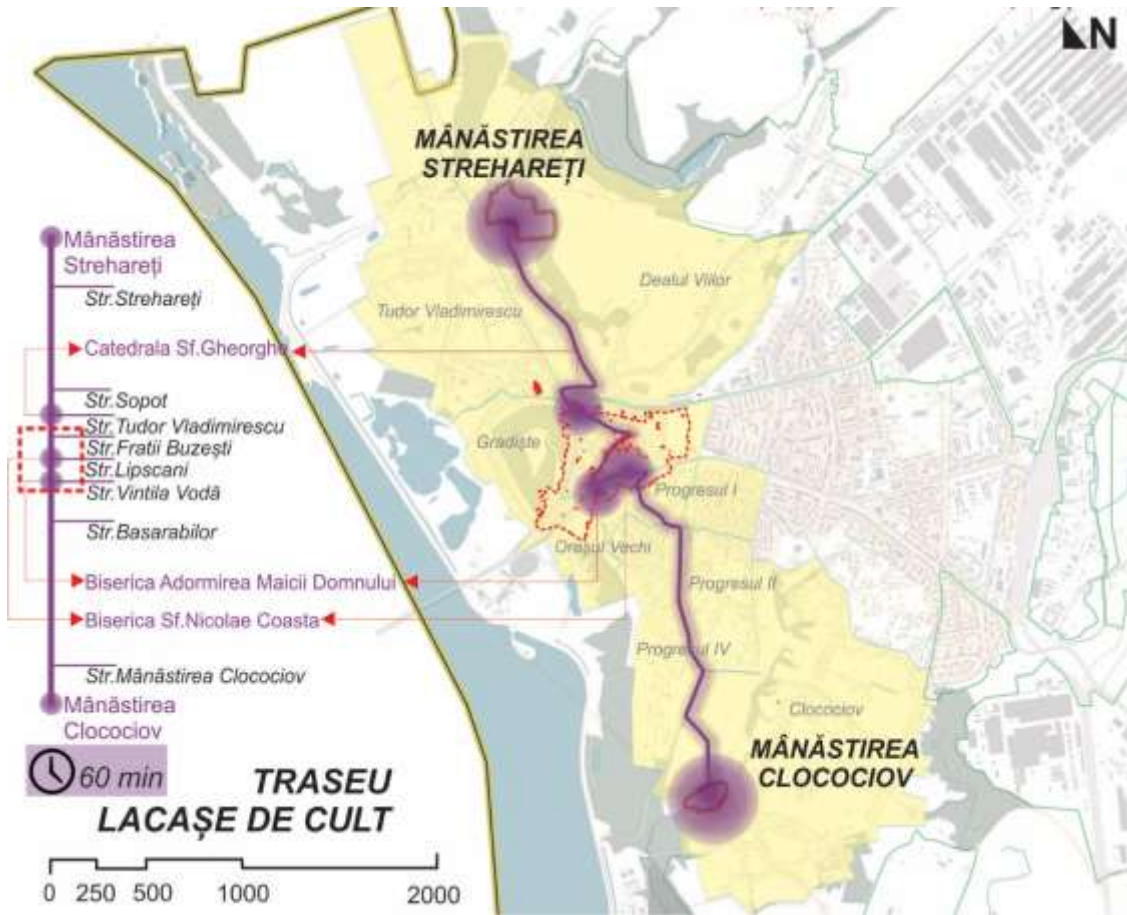 N
MÂNĂSTIREA
STREHAREȚI
Mânăstirea
Strehareți
Str.Strehareți
Dealul Viilor
Tudor Vladimirescu
Catedrala Sf.Gheorghe
Str.Sopot
Str.Tudor Vladimirescu
Str.Fratii Buzești
Str.Lipscani
Str.Vintila Vodă
Gradiște
Progresul I
Str.Basarabilor
Orașul Vechi
Biserica Adormirea Maicii Domnului
Progresul II
Biserica Sf.Nicolae Coasta
Progresul IV
Str.Mânăstirea Clocociov
Mânăstirea
Clocociov
Clocociov
MÂNĂSTIREA
CLOCOCIOV
60 min
TRASEU
LACAȘE DE CULT
0 250 500 1000 2000